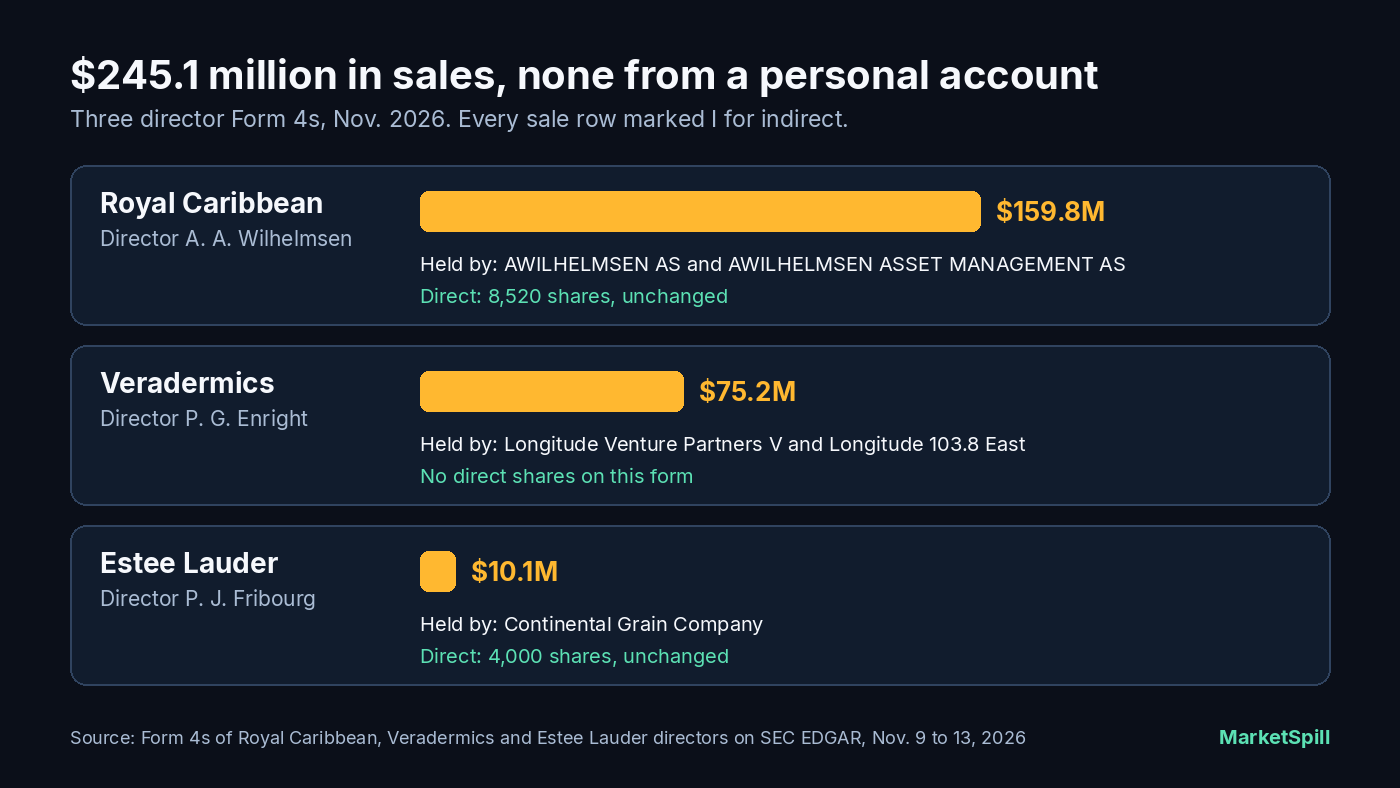 $245.1 million in sales, none from a personal account
Three director Form 4s, Nov. 2026. Every sale row marked I for indirect.
Royal Caribbean
Director A. A. Wilhelmsen
$159.8M
Held by: AWILHELMSEN AS and AWILHELMSEN ASSET MANAGEMENT AS
Direct: 8,520 shares, unchanged
Veradermics
Director P. G. Enright
$75.2M
Held by: Longitude Venture Partners V and Longitude 103.8 East
No direct shares on this form
Estee Lauder
Director P. J. Fribourg
$10.1M
Held by: Continental Grain Company
Direct: 4,000 shares, unchanged
Source: Form 4s of Royal Caribbean, Veradermics and Estee Lauder directors on SEC EDGAR, Nov. 9 to 13, 2026
MarketSpill